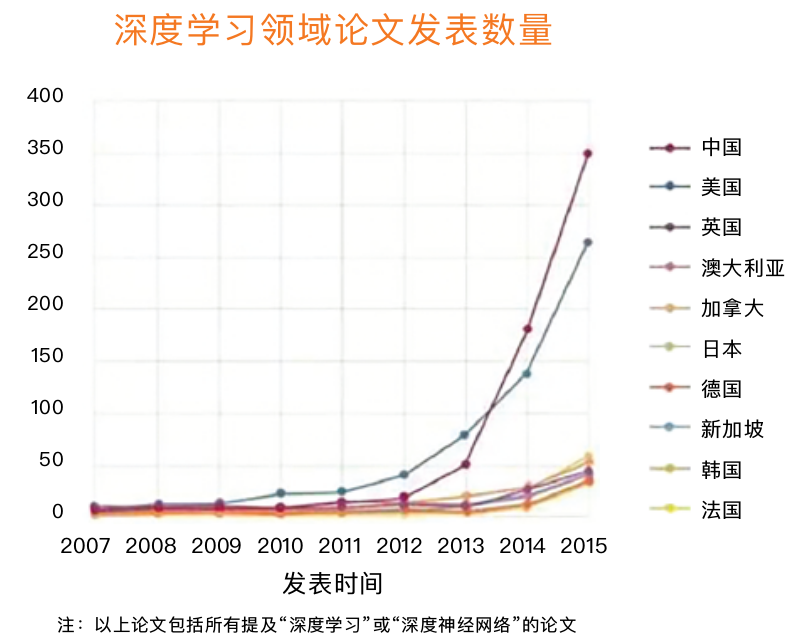 深度学习领域论文发表数量
400
350
300
250
200
150
100
50
0
2007 2008 2009 2010 2011 2012 2013 2014 2015
发表时间
中国
美国
英国
澳大利亚
加拿大
日本
德国
新加坡
韩国
法国
注：以上论文包括所有提及“深度学习”或“深度神经网络”的论文